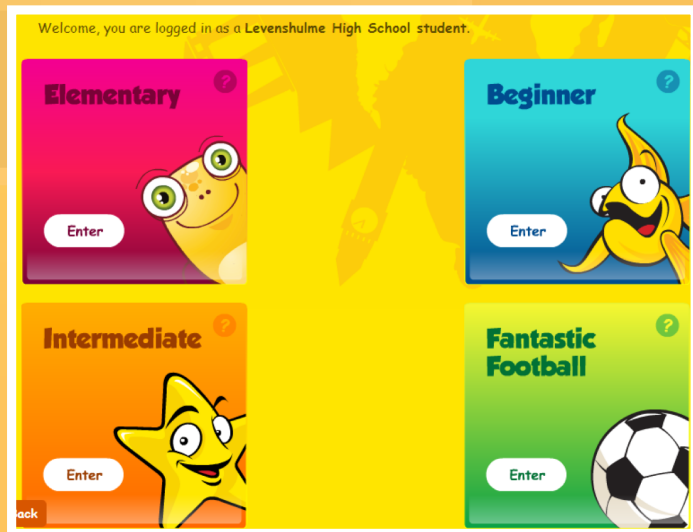 Welcome, you are logged in as a Levenshulme High School student.
Elementary
?
Enter
Beginner
?
Enter
Intermediate
?
Enter
Fantastic
Football
?
Enter